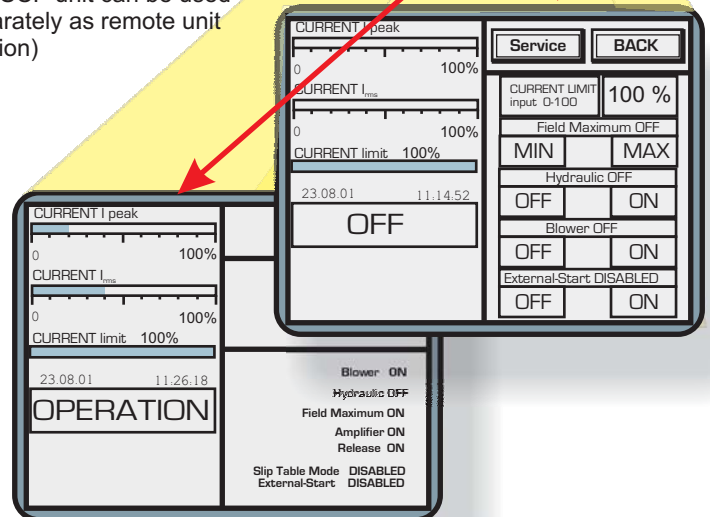 unit can be used
arately as remote unit
ion)
CURRENT I peak
0 100%
CURRENT Irms
0 100%
CURRENT limit 100%
23.08.01 11:14:52
OFF
Service BACK
CURRENT LIMIT
input 0-100
100 %
Field Maximum OFF
MIN MAX
Hydraulic OFF
OFF ON
Blower OFF
OFF ON
External-Start DISABLED
OFF ON
CURRENT I peak
0 100%
CURRENT Irms
0 100%
CURRENT limit 100%
23.08.01 11:26:18
OPERATION
Blower ON
Hydraulic OFF
Field Maximum ON
Amplifier ON
Release ON
Slip Table Mode DISABLED
External-Start DISABLED